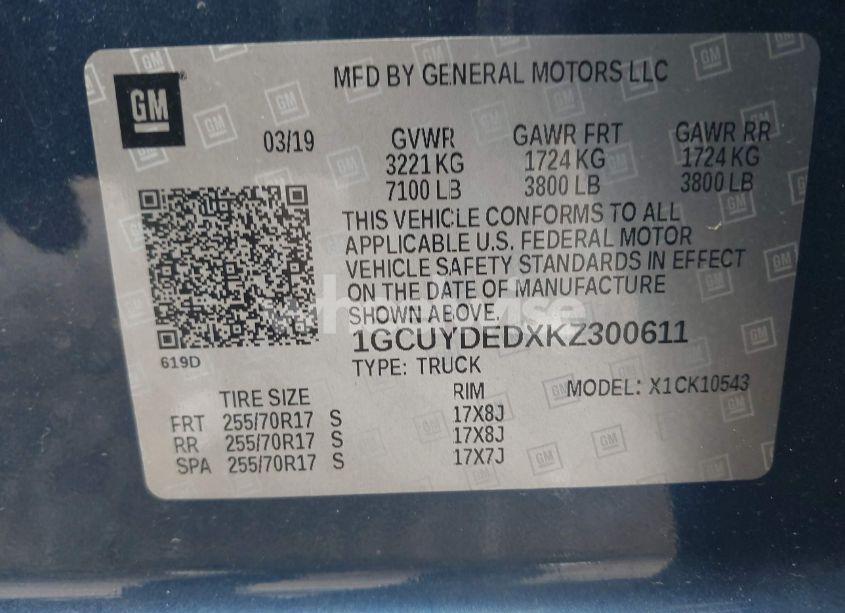 MFD BY GENERAL MOTORS LLC
GM
03/19 GVWR GAWR FRT GAWR RR
3221 KG 1724 KG 1724 KG
7100 LB 3800 LB 3800 LB
THIS VEHICLE CONFORMS TO ALL
APPLICABLE U.S. FEDERAL MOTOR
VEHICLE SAFETY STANDARDS IN EFFECT
ON THE DATE OF MANUFACTURE
SHOWN ABOVE.
1GCUYDEDXKZ300611
619D
TYPE: TRUCK
TIRE SIZE RIM MODEL: X1CK10543
FRT 255/70R17 S 17X8J
RR 255/70R17 S 17X8J
SPA 255/70R17 S 17X7J